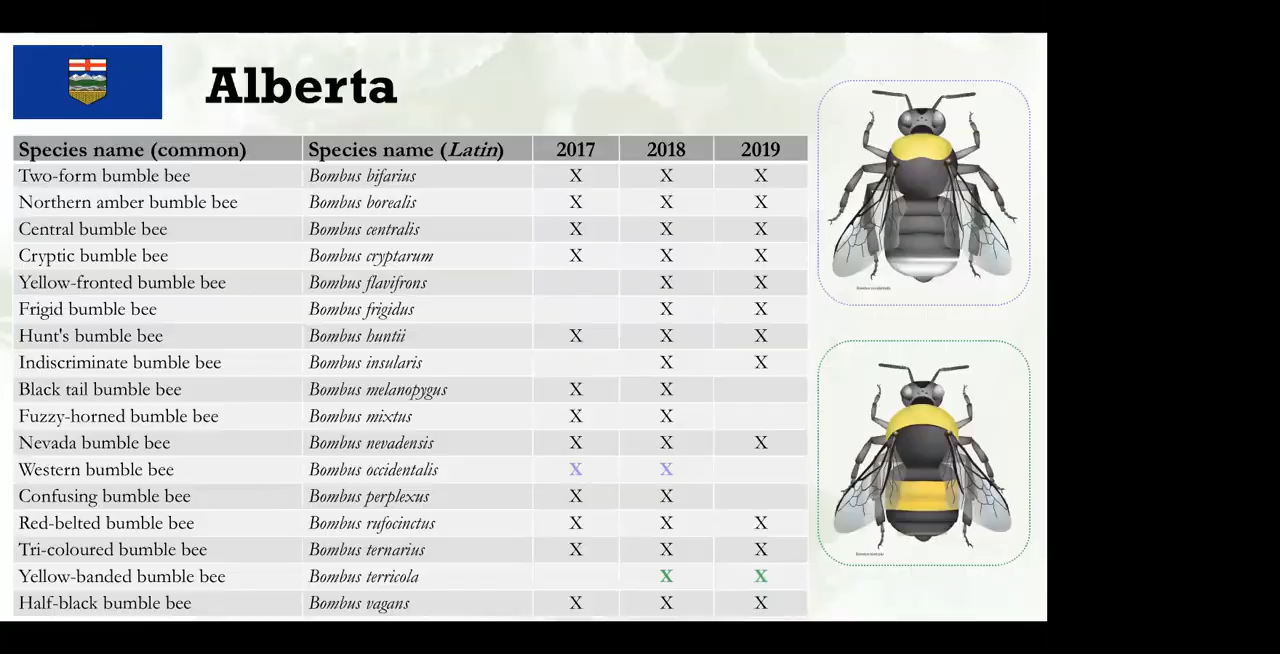 Alberta
Species name (common) Species name (Latin) 2017 2018 2019
Two-form bumble bee Bombus bifarius X X X
Northern amber bumble bee Bombus borealis X X X
Central bumble bee Bombus centralis X X X
Cryptic bumble bee Bombus cryptarum X X X
Yellow-fronted bumble bee Bombus flavifrons X X
Frigid bumble bee Bombus frigidus X X
Hunt's bumble bee Bombus huntii X X X
Indiscriminate bumble bee Bombus insularis X X
Black tail bumble bee Bombus melanopygus X X
Fuzzy-horned bumble bee Bombus mixtus X X
Nevada bumble bee Bombus nevadensis X X X
Western bumble bee Bombus occidentalis X X
Confusing bumble bee Bombus perplexus X X
Red-belted bumble bee Bombus rufocinctus X X X
Tri-coloured bumble bee Bombus ternarius X X X
Yellow-banded bumble bee Bombus terricola X X
Half-black bumble bee Bombus vagans X X X